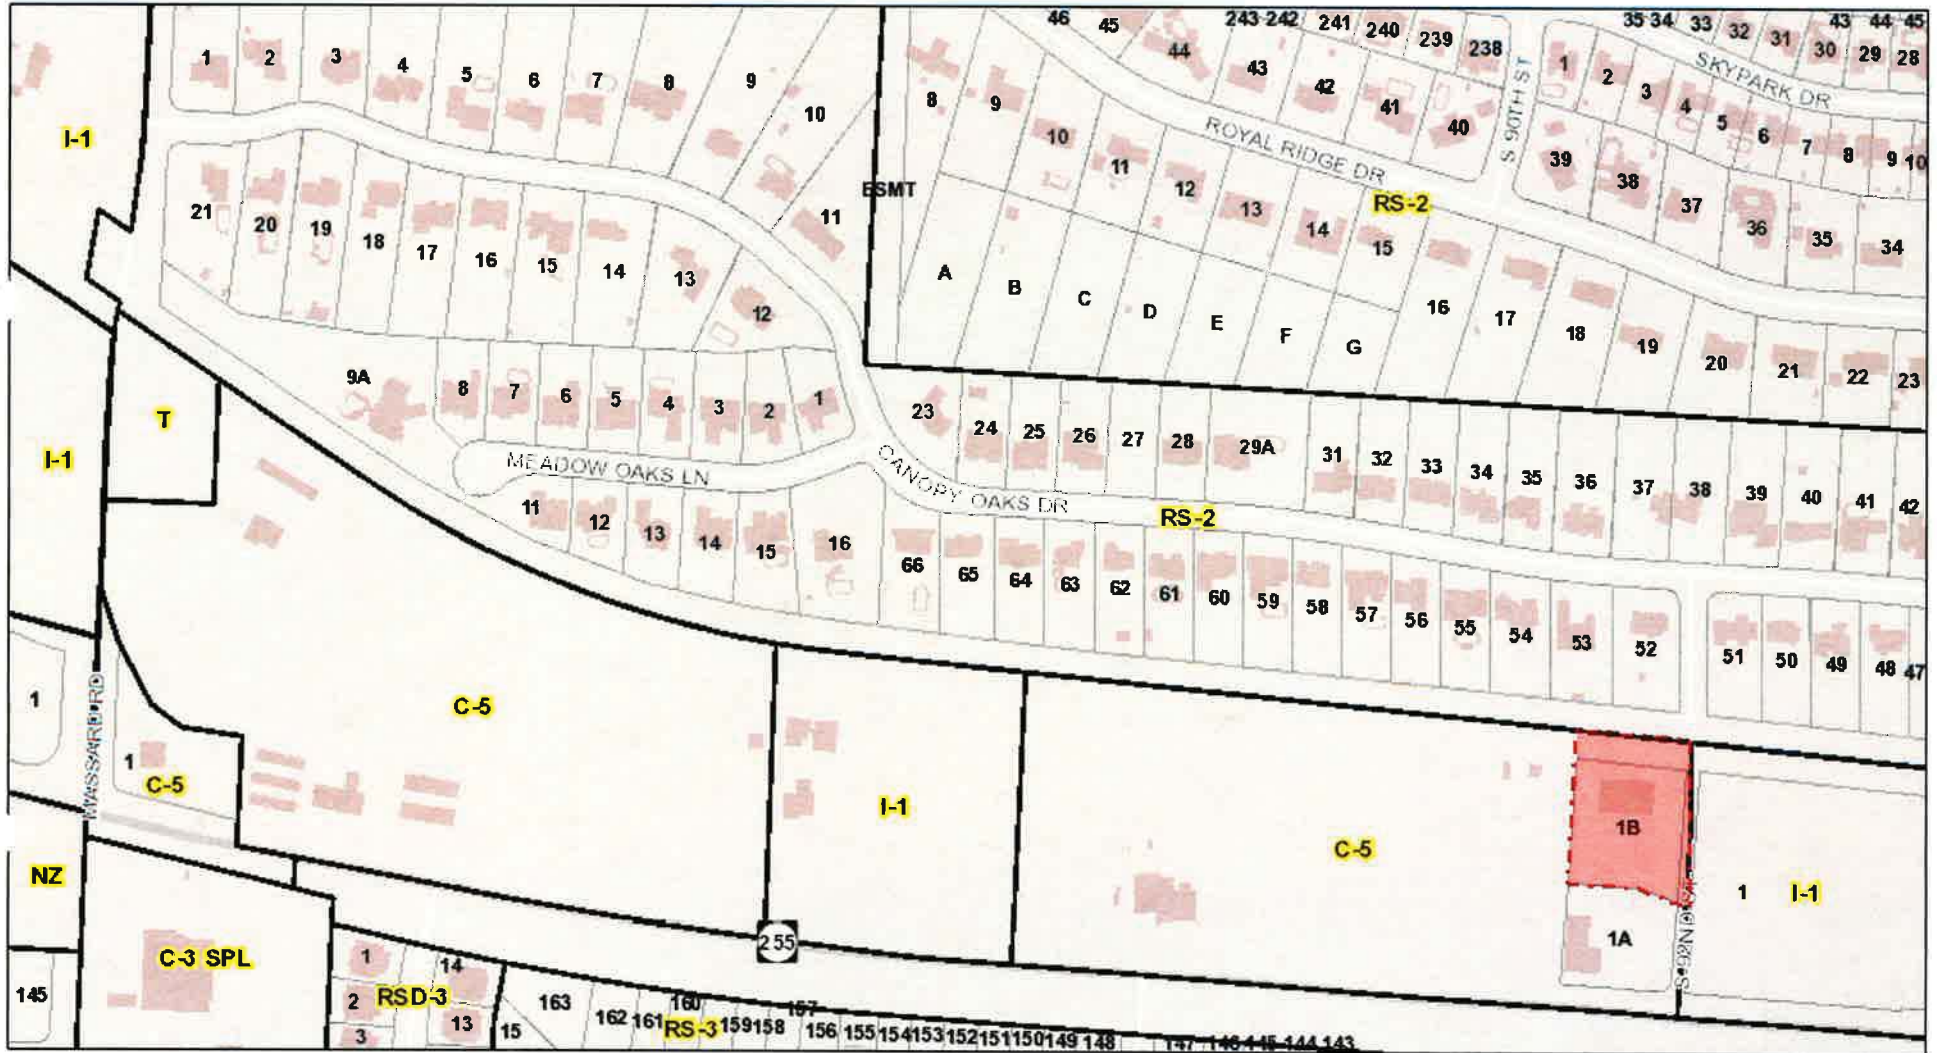 46 45 243 242 241 240 239 238 35 34 33 32 31 43 44 45
1 2 3 4 5 6 7 8 9 10 11
8 9 10 11 12 13 14 15 16 17 18 19 20 21 22 23
44 43 42 41 40 39 38 37 36 35 34
1 2 3 4 5 6 7 8 9 10
30 29 28
SKYPARK DR
S 90TH ST
ROYAL RIDGE DR
RS-2
I-1
ESMT
A B C D E F G
21 20 19 18 17 16 15 14 13 12
9A 8 7 6 5 4 3 2 1
T
I-1
MEADOW OAKS LN
CANOPY OAKS DR
RS-2
23 24 25 26 27 28 29A 31 32 33 34 35 36 37 38 39 40 41 42
11 12 13 14 15 16
66 65 64 63 62 61 60 59 58 57 56 55 54 53 52 51 50 49 48 47
1
MASSARD RD
1
C-5
C-5
I-1
C-5
1B
1A
1
I-1
NZ
C-3 SPL
145
255
1 2 3
14 13
RSD-3
15
RS-3
163 162 161 160 159 158 157 156 155 154 153 152 151 150 149 148 147 146 145 144 143